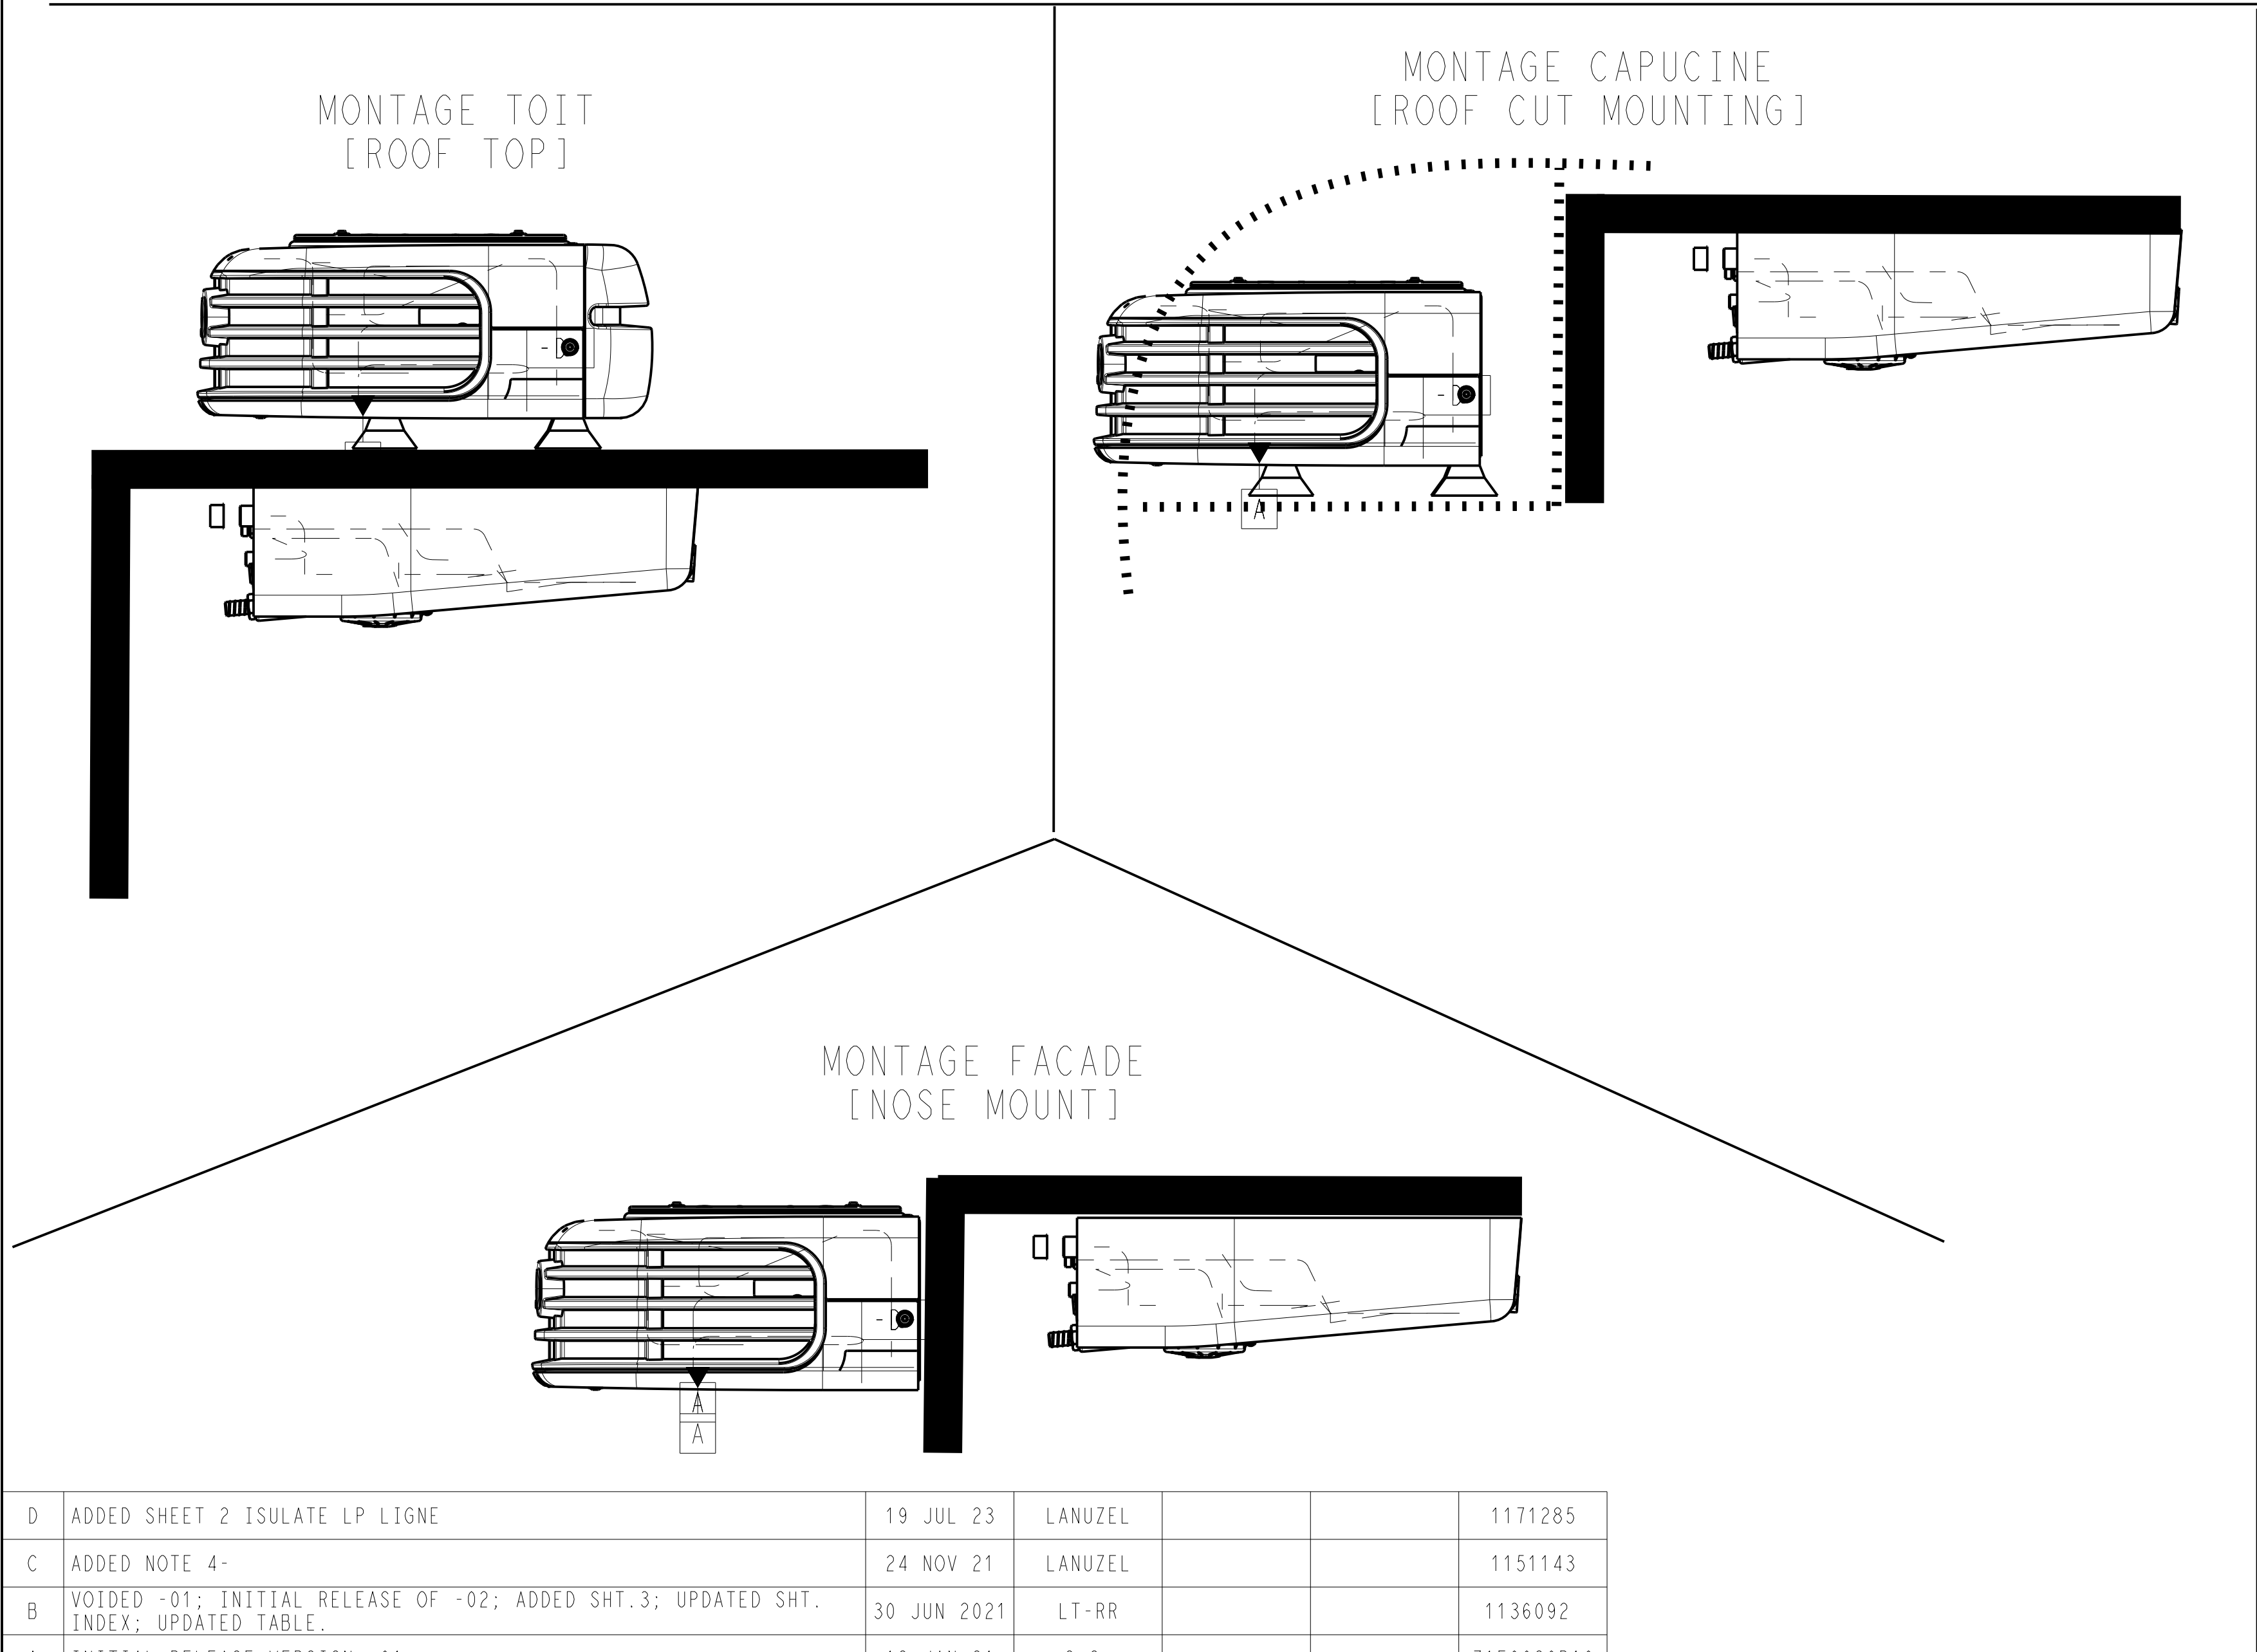 MONTAGE TOIT
[ROOF TOP]
MONTAGE CAPUCINE
[ROOF CUT MOUNTING]
A
MONTAGE FACADE
[NOSE MOUNT]
A
A
D ADDED SHEET 2 ISULATE LP LIGNE 19 JUL 23 LANUZEL 1171285
C ADDED NOTE 4- 24 NOV 21 LANUZEL 1151143
B VOIDED -01; INITIAL RELEASE OF -02; ADDED SHT.3; UPDATED SHT. INDEX; UPDATED TABLE. 30 JUN 2021 LT-RR 1136092